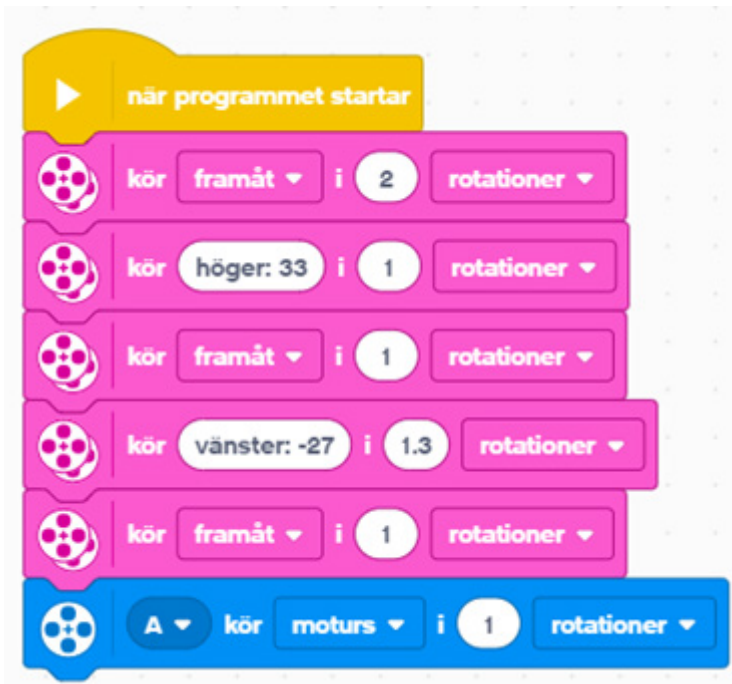 när programmet startar
kör framåt i 2 rotationer
kör höger: 33 i 1 rotationer
kör framåt i 1 rotationer
kör vänster: -27 i 1.3 rotationer
kör framåt i 1 rotationer
A kör moturs i 1 rotationer